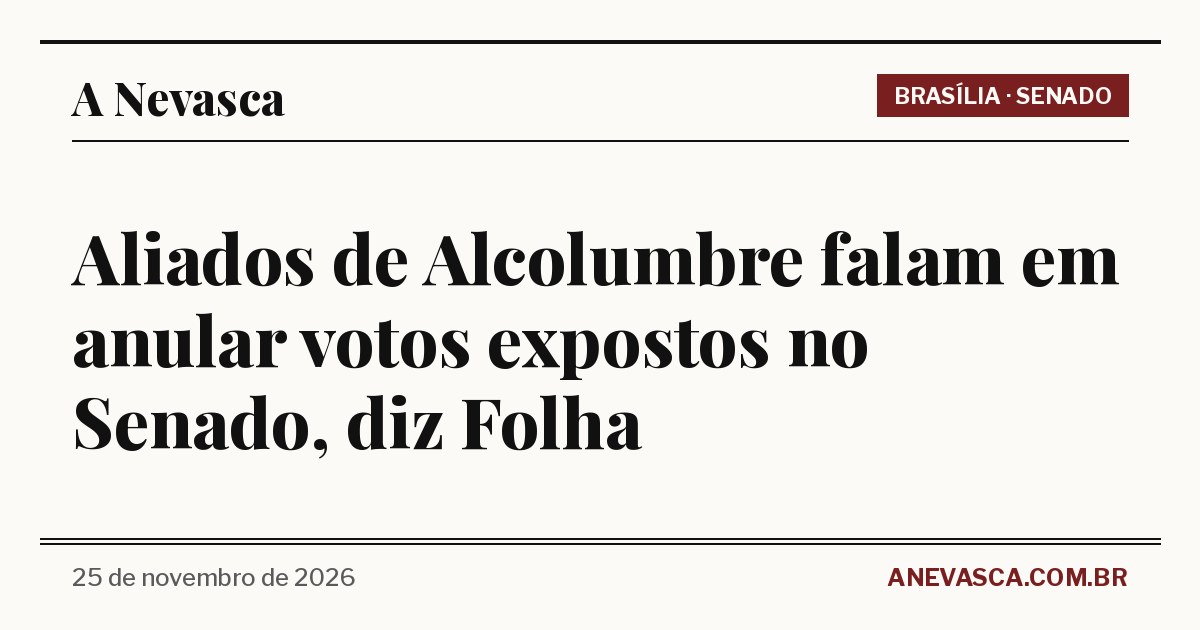 A Nevasca
BRASÍLIA · SENADO
Aliados de Alcolumbre falam em
anular votos expostos no
Senado, diz Folha
25 de novembro de 2026
ANEVASCA.COM.BR